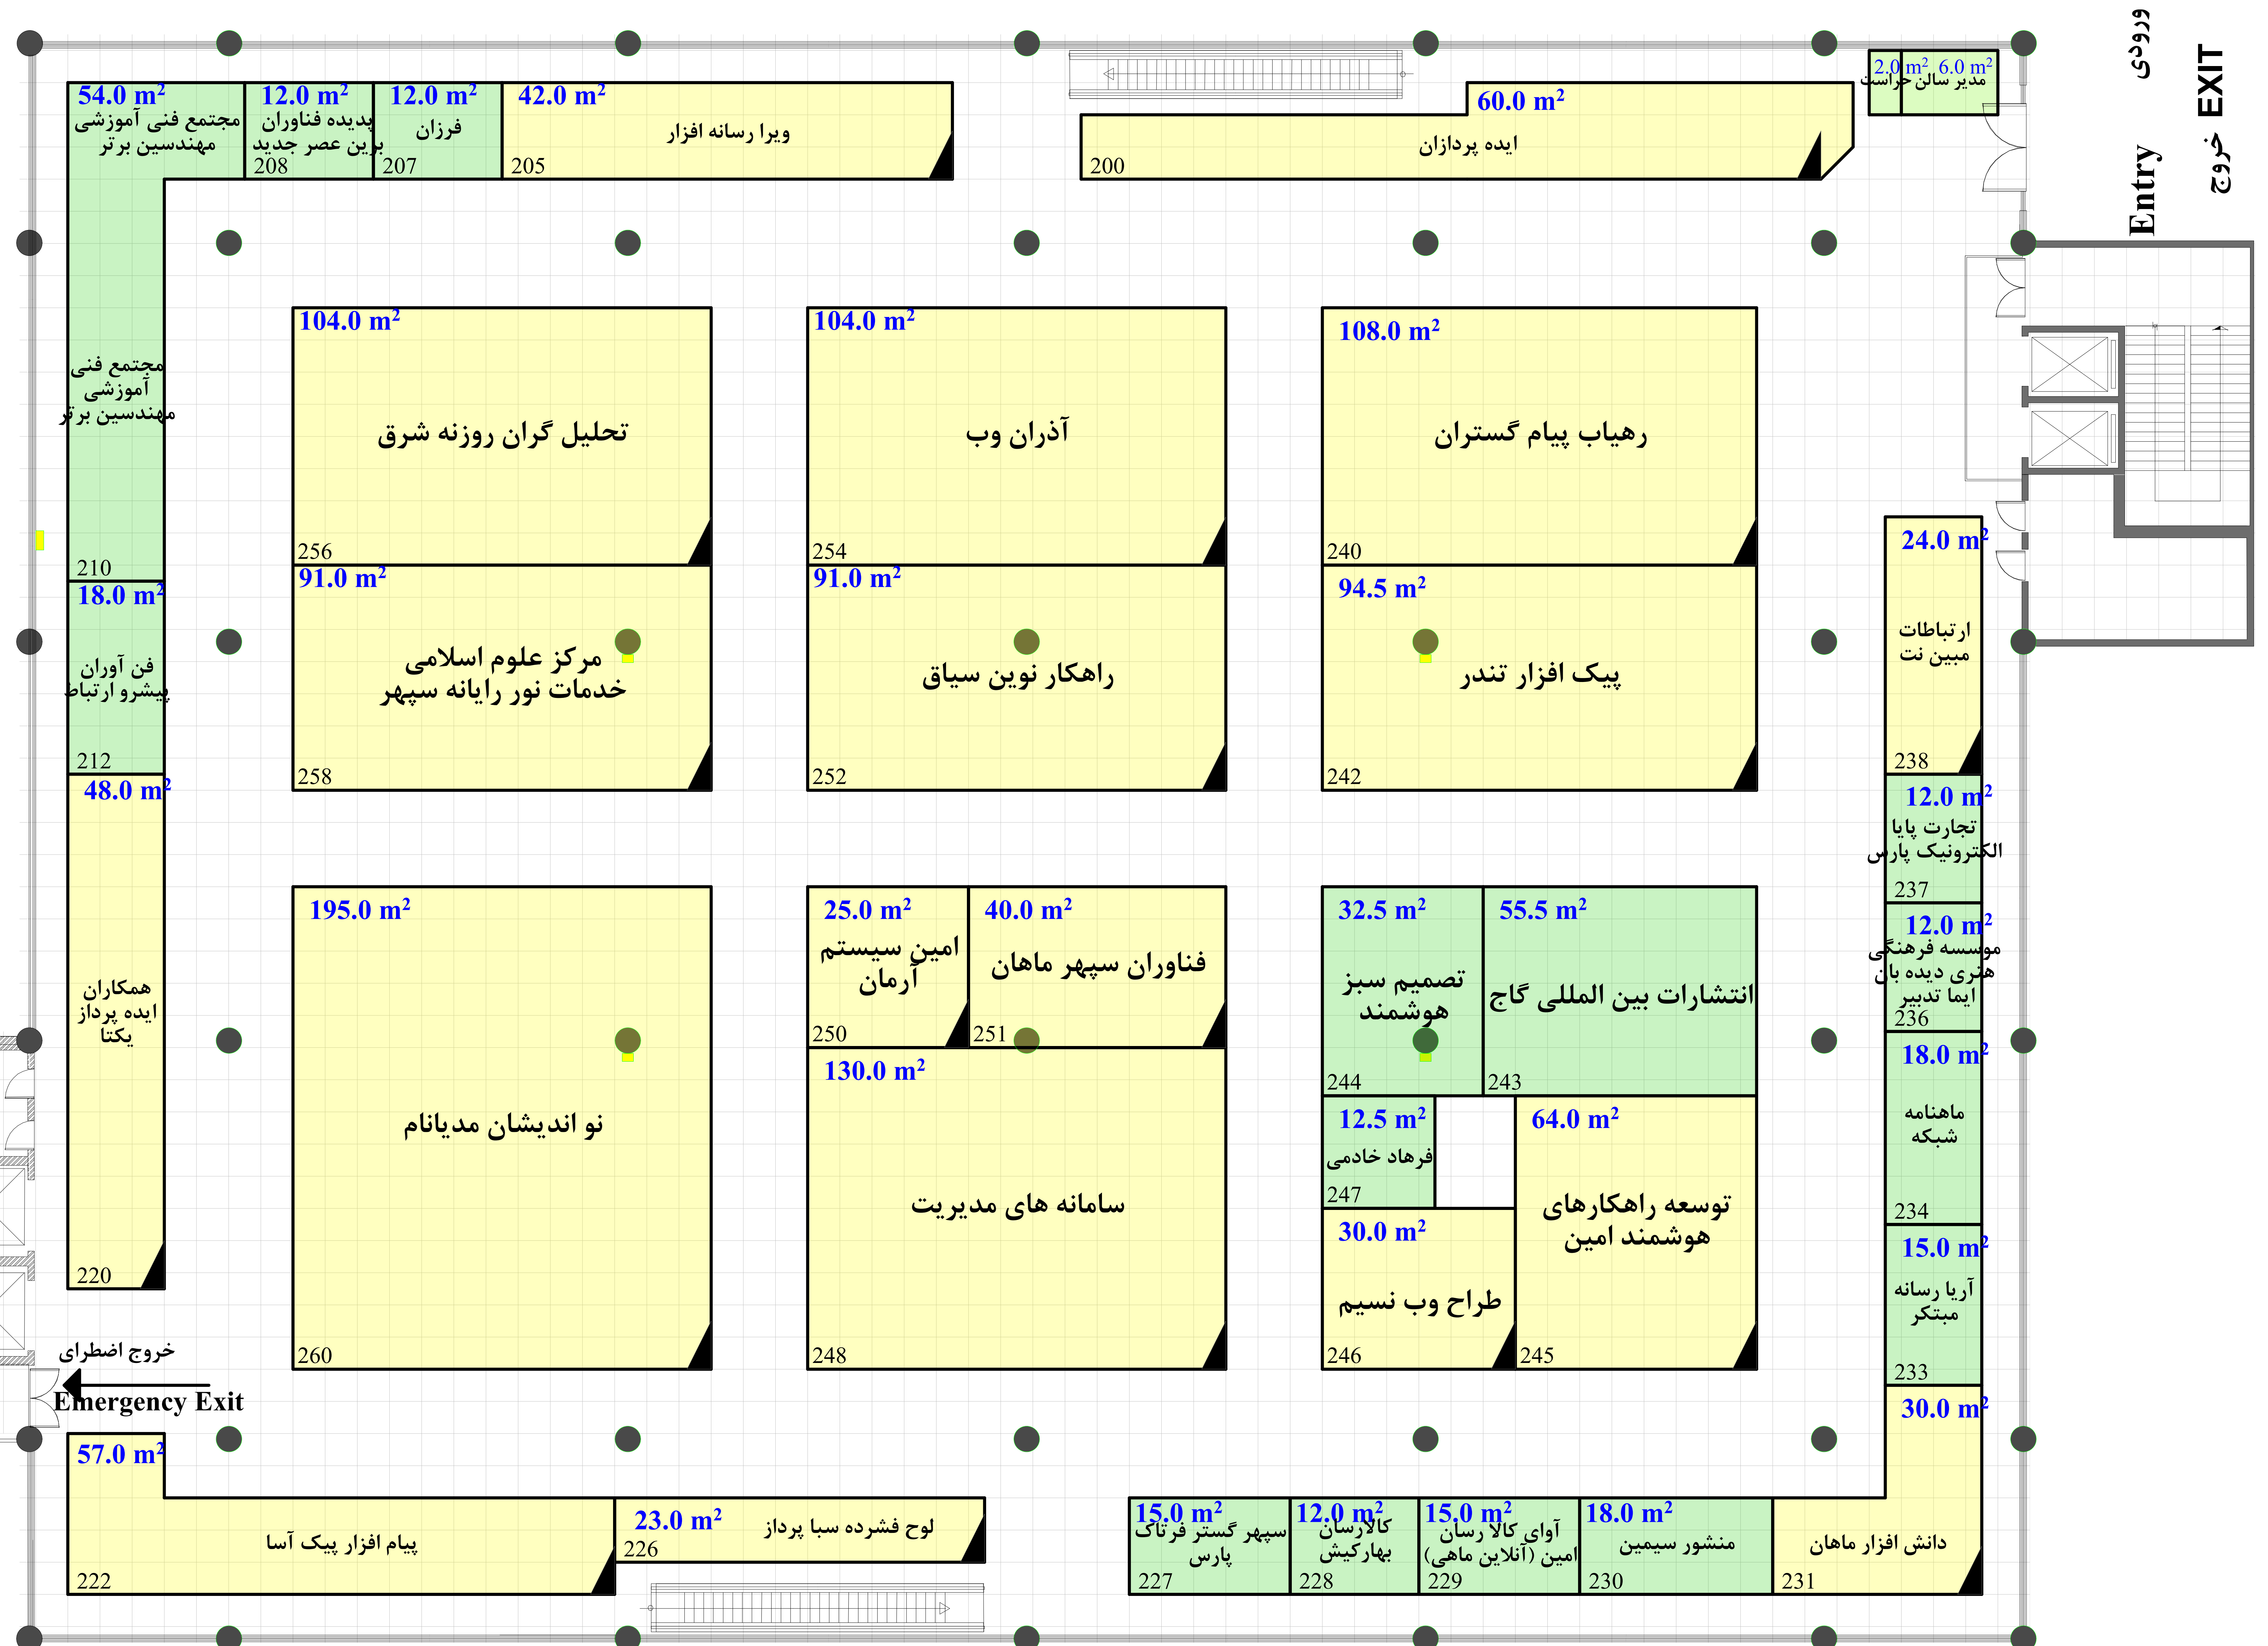 ورودی
Entry
EXIT
خروج
2.0 m²
6.0 m²
حراست
مدیر سالن
54.0 m²
مجتمع فنی آموزشی
مهندسین برتر
12.0 m²
پدیده فناوران
برین عصر جدید
208
12.0 m²
فرزان
207
42.0 m²
ویرا رسانه افزار
205
60.0 m²
ایده پردازان
200
مجتمع فنی
آموزشی
مهندسین برتر
210
104.0 m²
تحلیل گران روزنه شرق
256
104.0 m²
آذران وب
254
108.0 m²
رهیاب پیام گستران
240
18.0 m²
فن آوران
پیشرو ارتباط
212
91.0 m²
مرکز علوم اسلامی
خدمات نور رایانه سپهر
258
91.0 m²
راهکار نوین سیاق
252
94.5 m²
پیک افزار تندر
242
24.0 m²
ارتباطات
مبین نت
238
48.0 m²
همکاران
ایده پرداز
یکتا
220
195.0 m²
نو اندیشان مدیانام
260
25.0 m²
امین سیستم
آرمان
250
40.0 m²
فناوران سپهر ماهان
251
130.0 m²
سامانه های مدیریت
248
32.5 m²
تصمیم سبز
هوشمند
244
55.5 m²
انتشارات بین المللی گاج
243
12.5 m²
فرهاد خادمی
247
64.0 m²
توسعه راهکارهای
هوشمند امین
245
30.0 m²
طراح وب نسیم
246
12.0 m²
تجارت پایا
الکترونیک پارس
237
12.0 m²
موسسه فرهنگی
هنری دیده بان
ایما تدبیر
236
18.0 m²
ماهنامه
شبکه
234
15.0 m²
آریا رسانه
مبتکر
233
30.0 m²
دانش افزار ماهان
231
خروج اضطرای
Emergency Exit
57.0 m²
پیام افزار پیک آسا
222
23.0 m²
لوح فشرده سبا پرداز
226
15.0 m²
سپهر گستر فرتاک
پارس
227
12.0 m²
کالارسان
بهارکیش
228
15.0 m²
آوای کالا رسان
امین (آنلاین ماهی)
229
18.0 m²
منشور سیمین
230